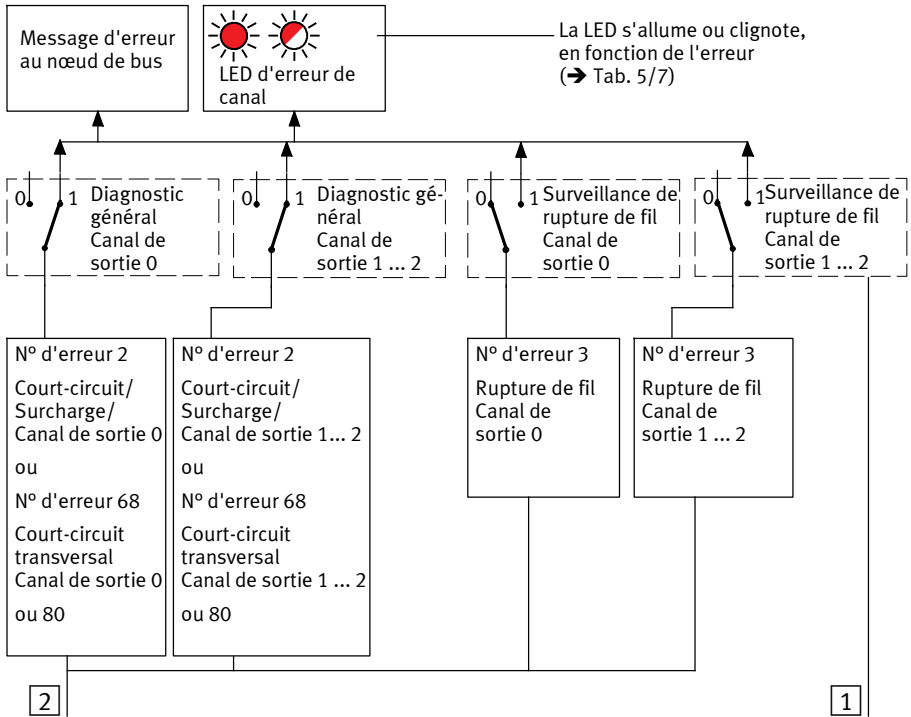 Message d'erreur
au nœud de bus
LED d'erreur de
canal
La LED s'allume ou clignote,
en fonction de l'erreur
(➔ Tab. 5/7)
0 1 Diagnostic
général
Canal de
sortie 0
0 1 Diagnostic gé-
néral
Canal de
sortie 1 ... 2
0 1 Surveillance de
rupture de fil
Canal de
sortie 0
0 1 Surveillance de
rupture de fil
Canal de
sortie 1 ... 2
Nº d'erreur 2
Court-circuit/
Surcharge/
Canal de sortie 0
ou
Nº d'erreur 68
Court-circuit
transversal
Canal de sortie 0
ou 80
Nº d'erreur 2
Court-circuit/
Surcharge/
Canal de sortie 1... 2
ou
Nº d'erreur 68
Court-circuit
transversal
Canal de sortie 1 ... 2
ou 80
Nº d'erreur 3
Rupture de fil
Canal de
sortie 0
Nº d'erreur 3
Rupture de fil
Canal de
sortie 1 ... 2
2
1